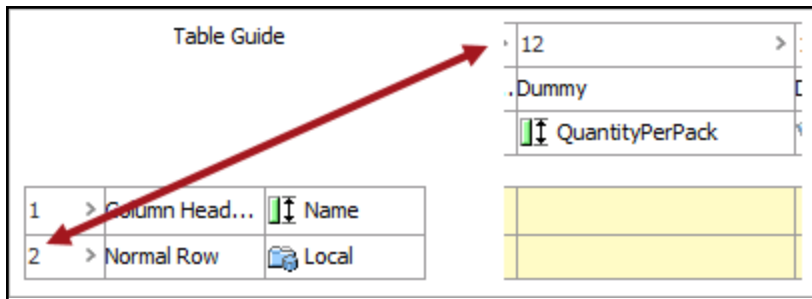 Table Guide
12
...Dummy
QuantityPerPack
1 Column Head... Name
2 Normal Row Local